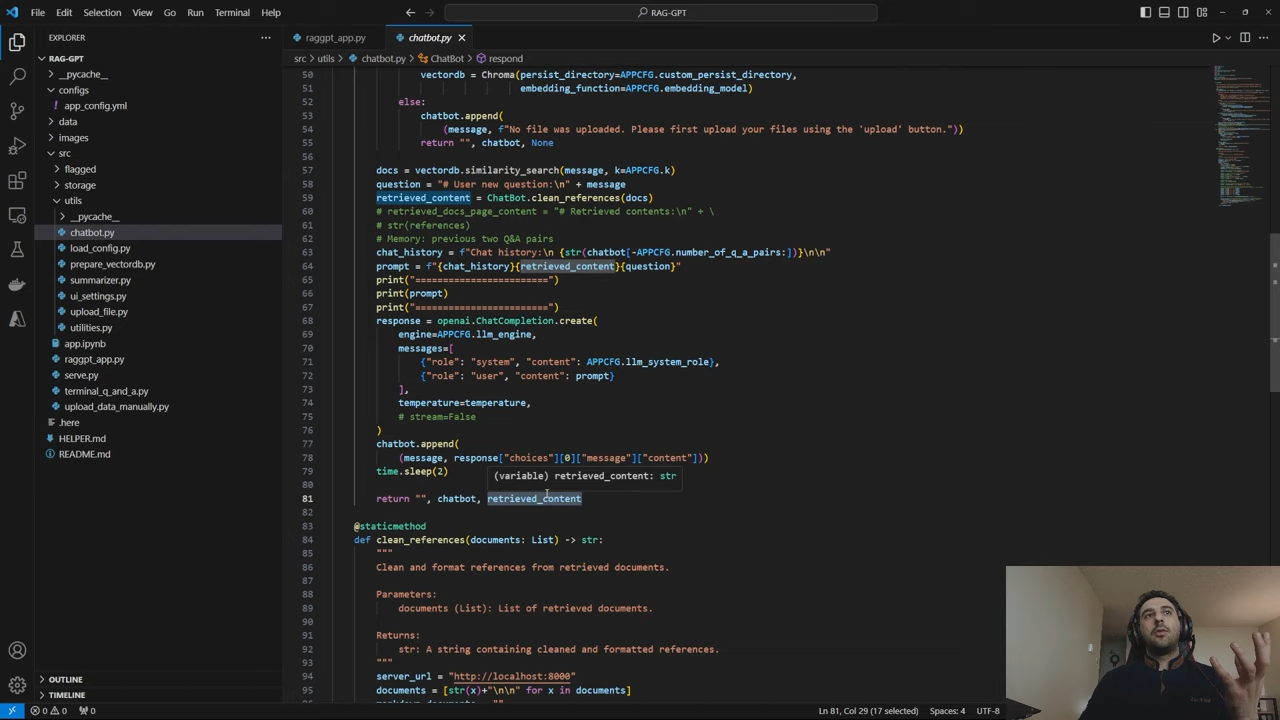 File Edit Selection View Go Run Terminal Help
RAG-GPT
EXPLORER
raggpt_app.py
chatbot.py
RAG-GPT
src > utils > chatbot.py > ChatBot > respond
__pycache__
configs
app_config.yml
data
images
src
flagged
storage
utils
__pycache__
chatbot.py
load_config.py
prepare_vectordb.py
summarizer.py
ui_settings.py
upload_file.py
utilities.py
app.ipynb
raggpt_app.py
serve.py
terminal_q_and_a.py
upload_data_manually.py
.here
HELPER.md
README.md
OUTLINE
TIMELINE
50 vectordb = Chroma(persist_directory=APPCFG.custom_persist_directory,
51 embedding_function=APPCFG.embedding_model)
52 else:
53 chatbot.append(
54 (message, f"No file was uploaded. Please first upload your files using the 'upload' button."))
55 return "", chatbot, None
56
57 docs = vectordb.similarity_search(message, k=APPCFG.k)
58 question = "# User new question:\n" + message
59 retrieved_content = ChatBot.clean_references(docs)
60 # retrieved_docs_page_content = "# Retrieved contents:\n" + \
61 # str(references)
62 # Memory: previous two Q&A pairs
63 chat_history = f"Chat history:\n {str(chatbot[-APPCFG.number_of_q_a_pairs:])}\n\n"
64 prompt = f"{chat_history}{retrieved_content}{question}"
65 print("========================")
66 print(prompt)
67 print("========================")
68 response = openai.ChatCompletion.create(
69 engine=APPCFG.llm_engine,
70 messages=[
71 {"role": "system", "content": APPCFG.llm_system_role},
72 {"role": "user", "content": prompt}
73 ],
74 temperature=temperature,
75 # stream=False
76 )
77 chatbot.append(
78 (message, response["choices"][0]["message"]["content"]))
79 time.sleep(2)
(variable) retrieved_content: str
80
81 return "", chatbot, retrieved_content
82
83 @staticmethod
84 def clean_references(documents: List) -> str:
85 """
86 Clean and format references from retrieved documents.
87
88 Parameters:
89 documents (List): List of retrieved documents.
90
91 Returns:
92 str: A string containing cleaned and formatted references.
93 """
94 server_url = "http://localhost:8000"
95 documents = [str(x)+"\n\n" for x in documents]
0 0 0
Ln 81, Col 29 (17 selected) Spaces: 4 UTF-8